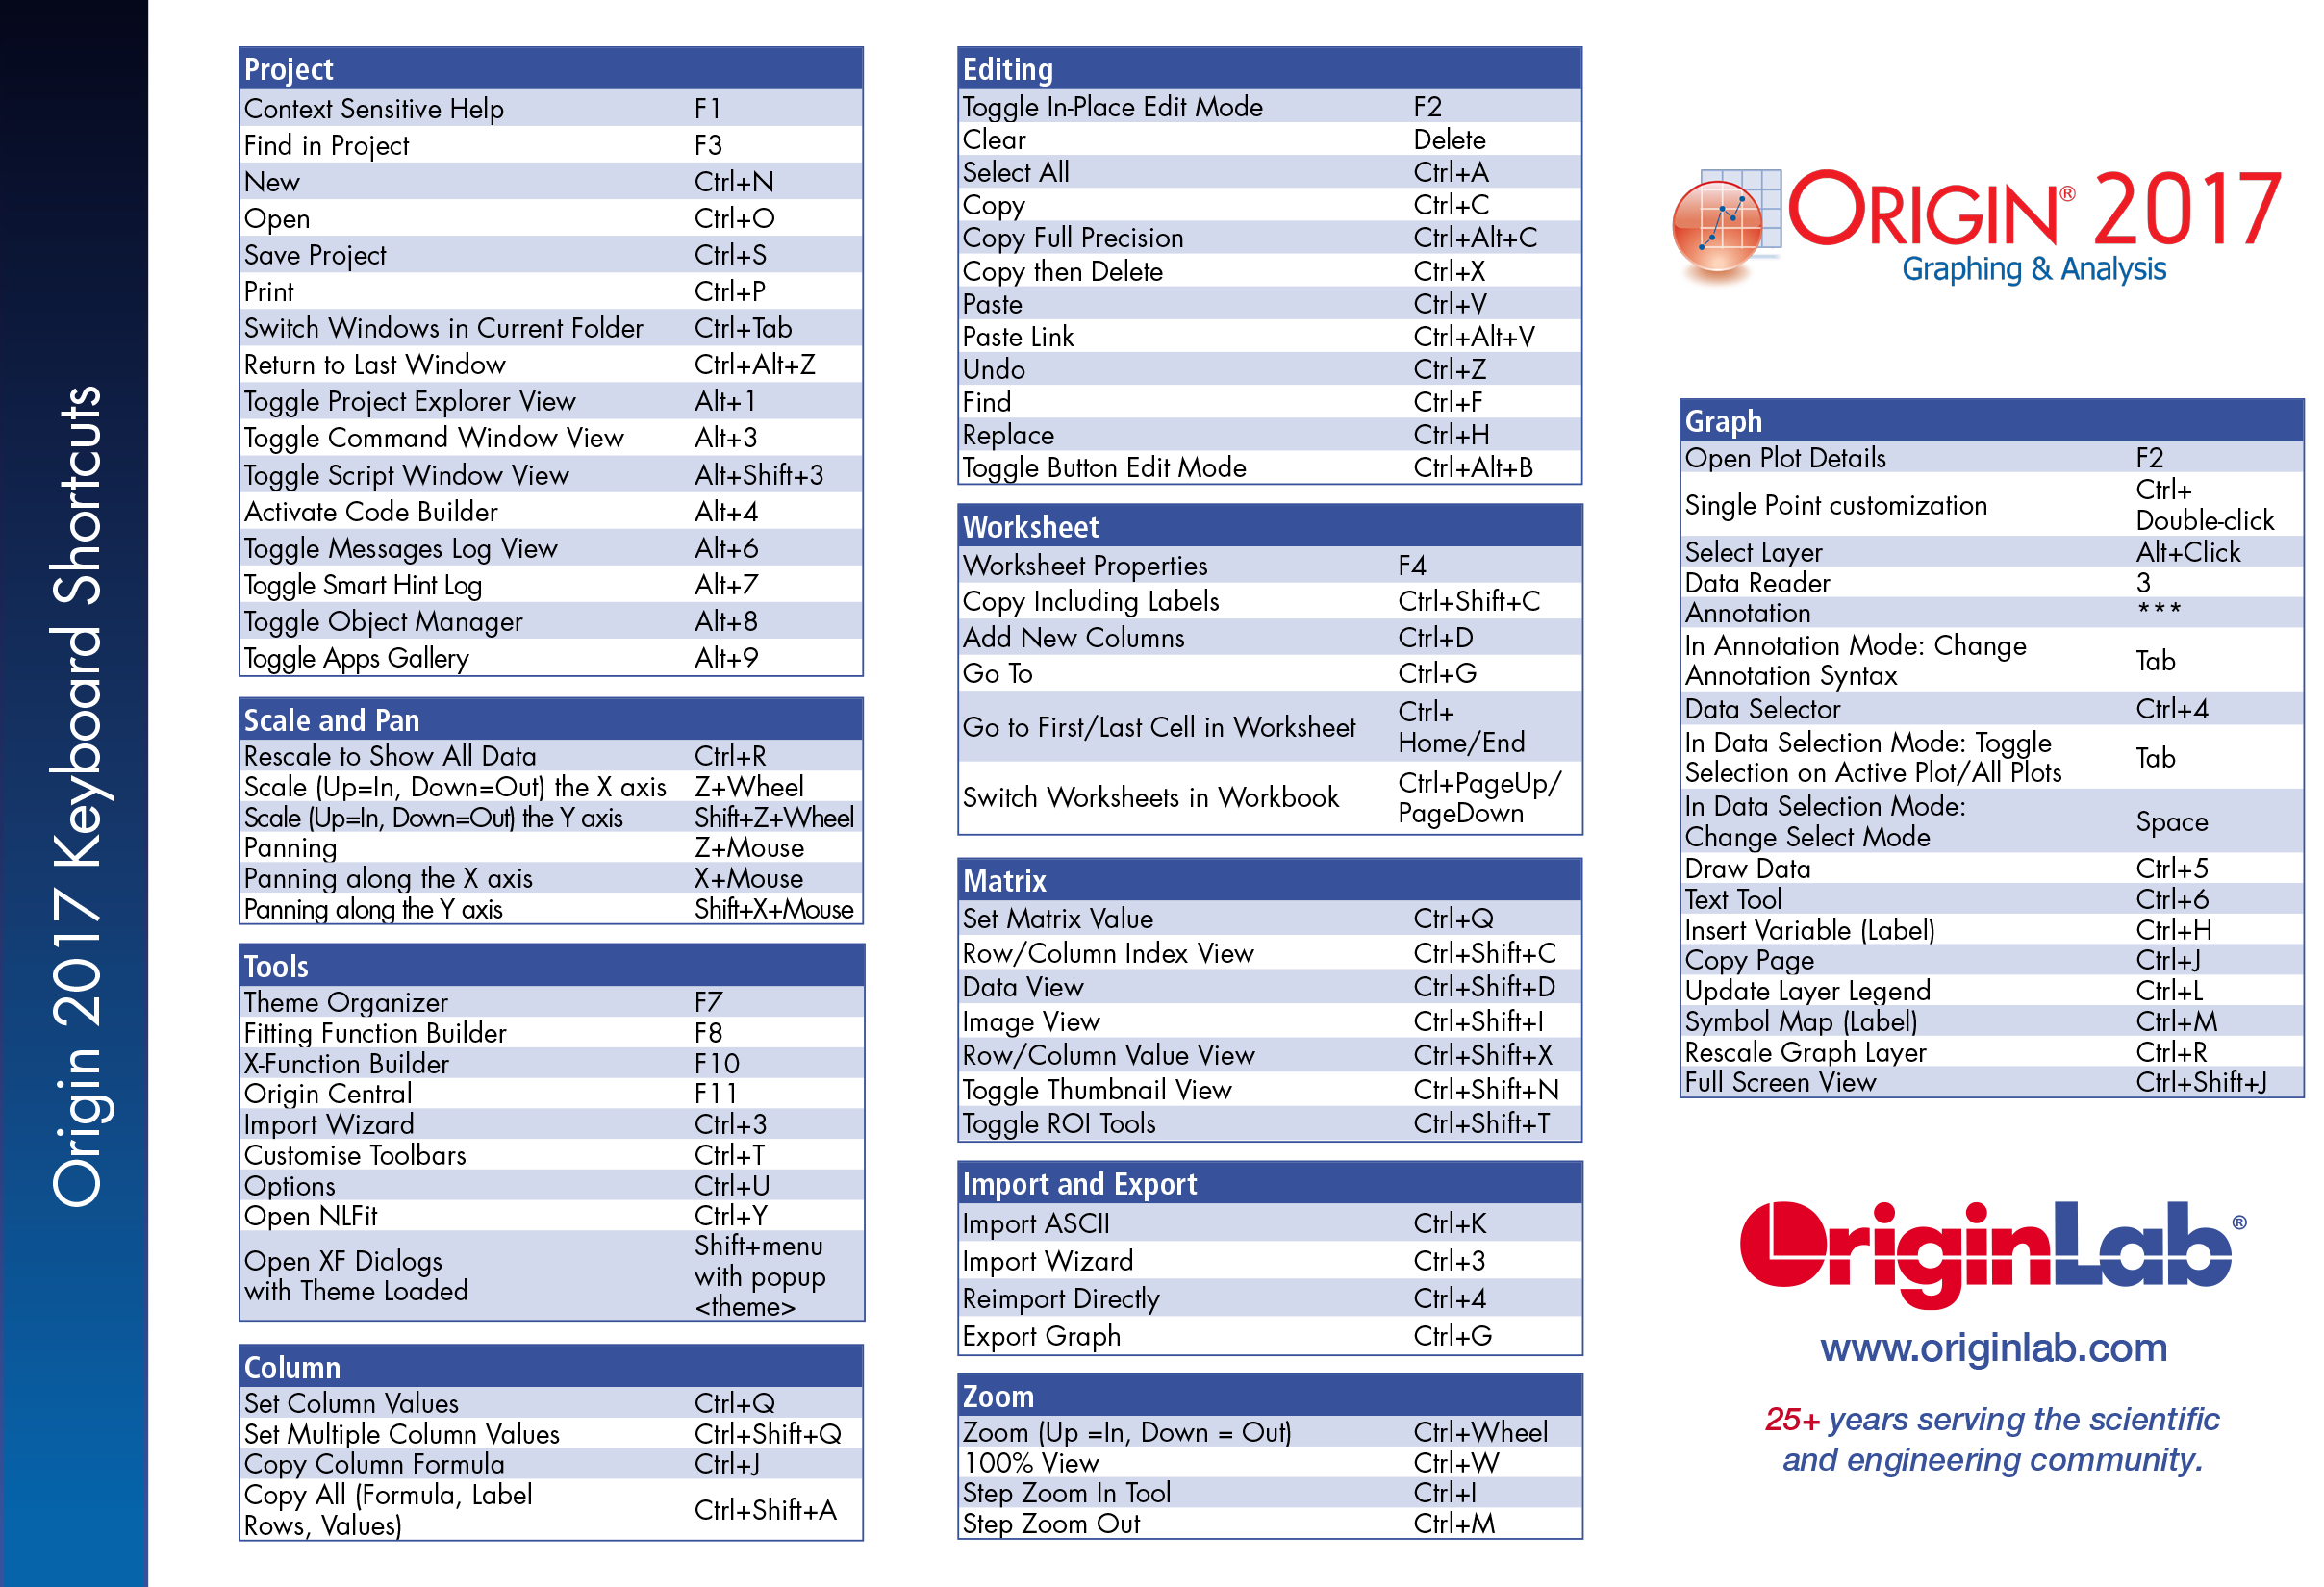 Origin 2017 Keyboard Shortcuts
Project
Context Sensitive Help F1
Find in Project F3
New Ctrl+N
Open Ctrl+O
Save Project Ctrl+S
Print Ctrl+P
Switch Windows in Current Folder Ctrl+Tab
Return to Last Window Ctrl+Alt+Z
Toggle Project Explorer View Alt+1
Toggle Command Window View Alt+3
Toggle Script Window View Alt+Shift+3
Activate Code Builder Alt+4
Toggle Messages Log View Alt+6
Toggle Smart Hint Log Alt+7
Toggle Object Manager Alt+8
Toggle Apps Gallery Alt+9
Scale and Pan
Rescale to Show All Data Ctrl+R
Scale (Up=In, Down=Out) the X axis Z+Wheel
Scale (Up=In, Down=Out) the Y axis Shift+Z+Wheel
Panning Z+Mouse
Panning along the X axis X+Mouse
Panning along the Y axis Shift+X+Mouse
Tools
Theme Organizer F7
Fitting Function Builder F8
X-Function Builder F10
Origin Central F11
Import Wizard Ctrl+3
Customise Toolbars Ctrl+T
Options Ctrl+U
Open NLFit Ctrl+Y
Open XF Dialogs
with Theme Loaded
Shift+menu
with popup
<theme>
Column
Set Column Values Ctrl+Q
Set Multiple Column Values Ctrl+Shift+Q
Copy Column Formula Ctrl+J
Copy All (Formula, Label
Rows, Values)
Ctrl+Shift+A
Editing
Toggle In-Place Edit Mode F2
Clear Delete
Select All Ctrl+A
Copy Ctrl+C
Copy Full Precision Ctrl+Alt+C
Copy then Delete Ctrl+X
Paste Ctrl+V
Paste Link Ctrl+Alt+V
Undo Ctrl+Z
Find Ctrl+F
Replace Ctrl+H
Toggle Button Edit Mode Ctrl+Alt+B
Worksheet
Worksheet Properties F4
Copy Including Labels Ctrl+Shift+C
Add New Columns Ctrl+D
Go To Ctrl+G
Go to First/Last Cell in Worksheet
Ctrl+
Home/End
Switch Worksheets in Workbook
Ctrl+PageUp/
PageDown
Matrix
Set Matrix Value Ctrl+Q
Row/Column Index View Ctrl+Shift+C
Data View Ctrl+Shift+D
Image View Ctrl+Shift+I
Row/Column Value View Ctrl+Shift+X
Toggle Thumbnail View Ctrl+Shift+N
Toggle ROI Tools Ctrl+Shift+T
Import and Export
Import ASCII Ctrl+K
Import Wizard Ctrl+3
Reimport Directly Ctrl+4
Export Graph Ctrl+G
Zoom
Zoom (Up =In, Down = Out) Ctrl+Wheel
100% View Ctrl+W
Step Zoom In Tool Ctrl+I
Step Zoom Out Ctrl+M
ORIGIN® 2017
Graphing & Analysis
Graph
Open Plot Details F2
Single Point customization
Ctrl+
Double-click
Select Layer Alt+Click
Data Reader 3
Annotation ***
In Annotation Mode: Change
Annotation Syntax
Tab
Data Selector Ctrl+4
In Data Selection Mode: Toggle
Selection on Active Plot/All Plots
Tab
In Data Selection Mode:
Change Select Mode
Space
Draw Data Ctrl+5
Text Tool Ctrl+6
Insert Variable (Label) Ctrl+H
Copy Page Ctrl+J
Update Layer Legend Ctrl+L
Symbol Map (Label) Ctrl+M
Rescale Graph Layer Ctrl+R
Full Screen View Ctrl+Shift+J
OriginLab®
www.originlab.com
25+ years serving the scientific
and engineering community.